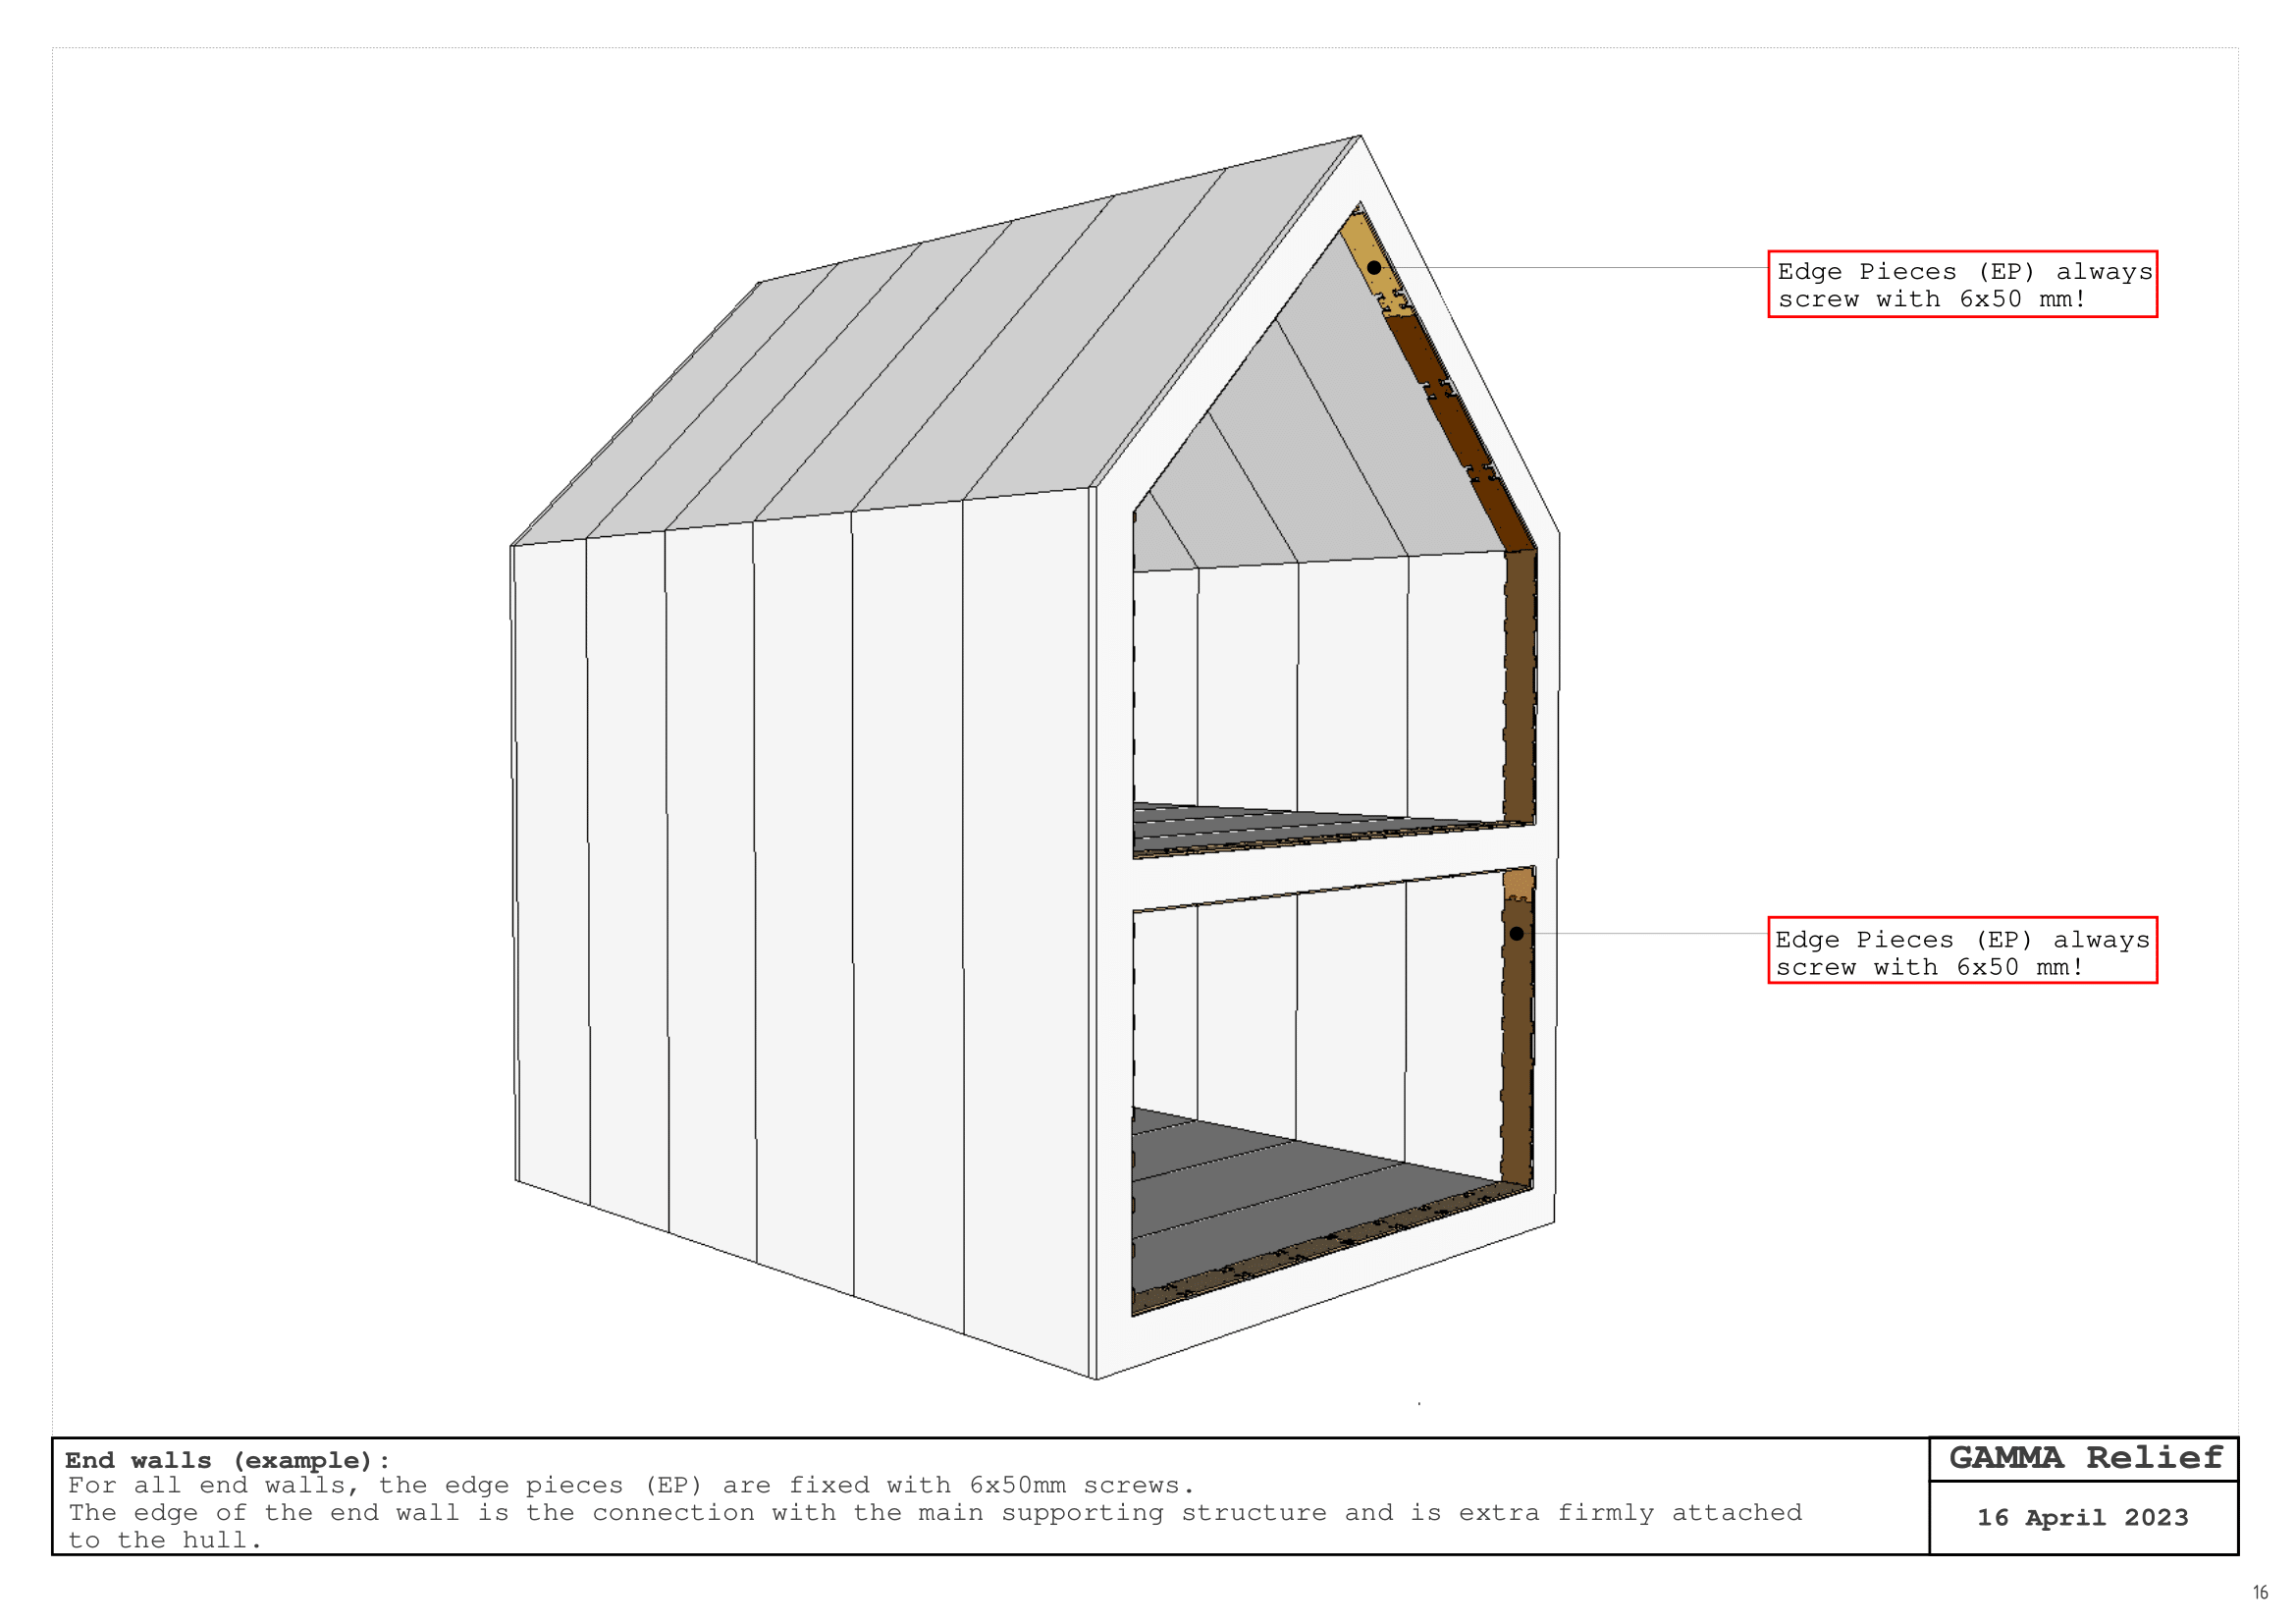 Edge Pieces (EP) always
screw with 6x50 mm!
Edge Pieces (EP) always
screw with 6x50 mm!
End walls (example):
For all end walls, the edge pieces (EP) are fixed with 6x50mm screws.
The edge of the end wall is the connection with the main supporting structure and is extra firmly attached
to the hull.
GAMMA Relief
16 April 2023
16